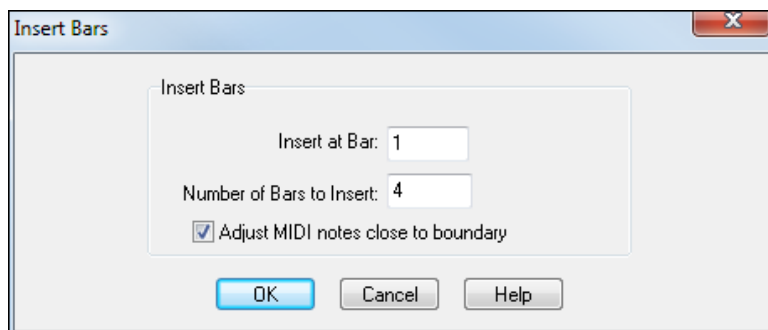 Insert Bars
Insert Bars
Insert at Bar: 1
Number of Bars to Insert: 4
Adjust MIDI notes close to boundary
OK Cancel Help